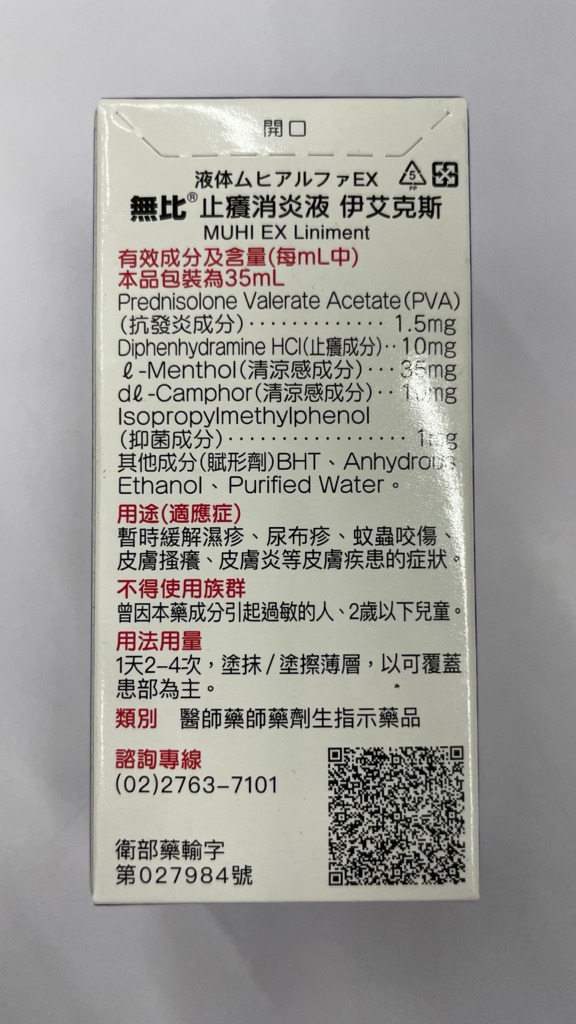 開口
液体ムヒアルファEX
無比®止癢消炎液 伊艾克斯
MUHI EX Liniment
5
PP
有效成分及含量(每mL中)
本品包裝為35mL
Prednisolone Valerate Acetate(PVA)
(抗發炎成分)·············1.5mg
Diphenhydramine HCl(止癢成分)··10mg
ℓ-Menthol(清涼感成分)···35mg
dℓ-Camphor(清涼感成分)··10mg
Isopropylmethylphenol
(抑菌成分)·················1mg
其他成分(賦形劑)BHT、Anhydrous
Ethanol、Purified Water。
用途(適應症)
暫時緩解濕疹、尿布疹、蚊蟲咬傷、
皮膚搔癢、皮膚炎等皮膚疾患的症狀。
不得使用族群
曾因本藥成分引起過敏的人、2歲以下兒童。
用法用量
1天2-4次，塗抹/塗擦薄層，以可覆蓋
患部為主。
類別 醫師藥師藥劑生指示藥品
諮詢專線
(02)2763-7101
衛部藥輸字
第027984號